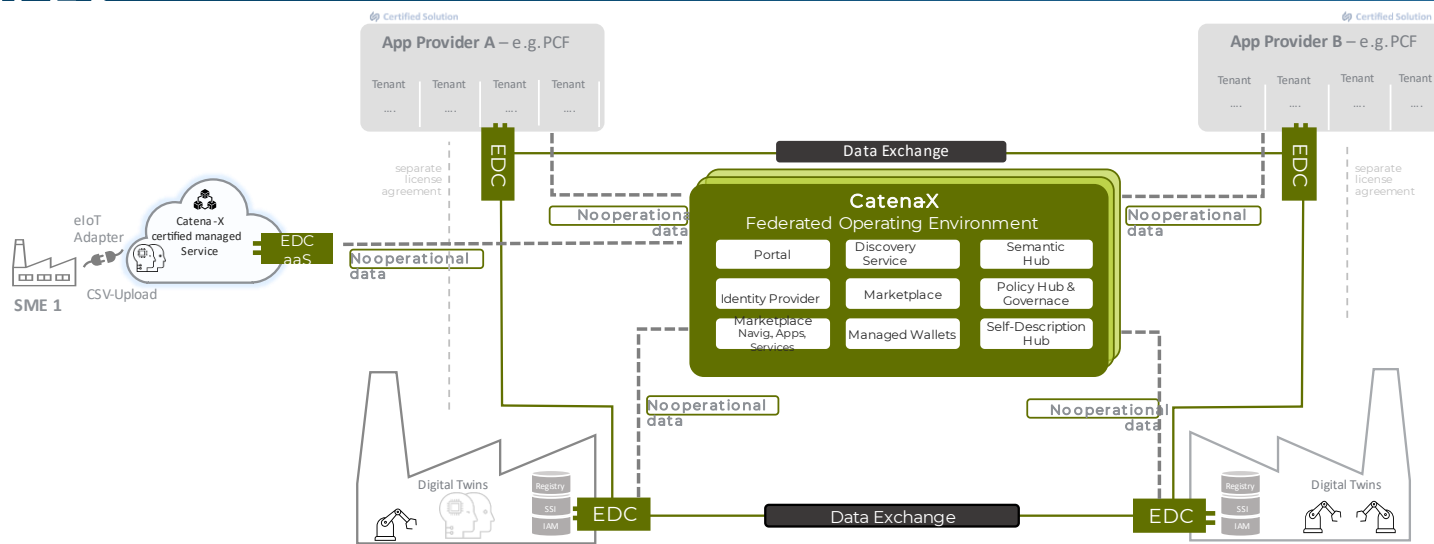 Certified Solution
App Provider A – e.g. PCF
Tenant
Tenant
Tenant
Tenant
....
....
....
....
Certified Solution
App Provider B – e.g. PCF
Tenant
Tenant
Tenant
Tenant
....
....
....
....
EDC
Data Exchange
EDC
separate
license
agreement
separate
license
agreement
Catena-X
Federated Operating Environment
Portal
Discovery
Service
Semantic
Hub
Identity Provider
Marketplace
Policy Hub &
Governace
Marketplace
Navig, Apps,
Services
Managed Wallets
Self-Description
Hub
No operational
data
No operational
data
eIoT
Adapter
Catena-X
certified managed
Service
EDC
aaS
No operational
data
CSV-Upload
SME 1
No operational
data
No operational
data
Digital Twins
Registry
SSI
IAM
EDC
Data Exchange
EDC
Registry
SSI
IAM
Digital Twins